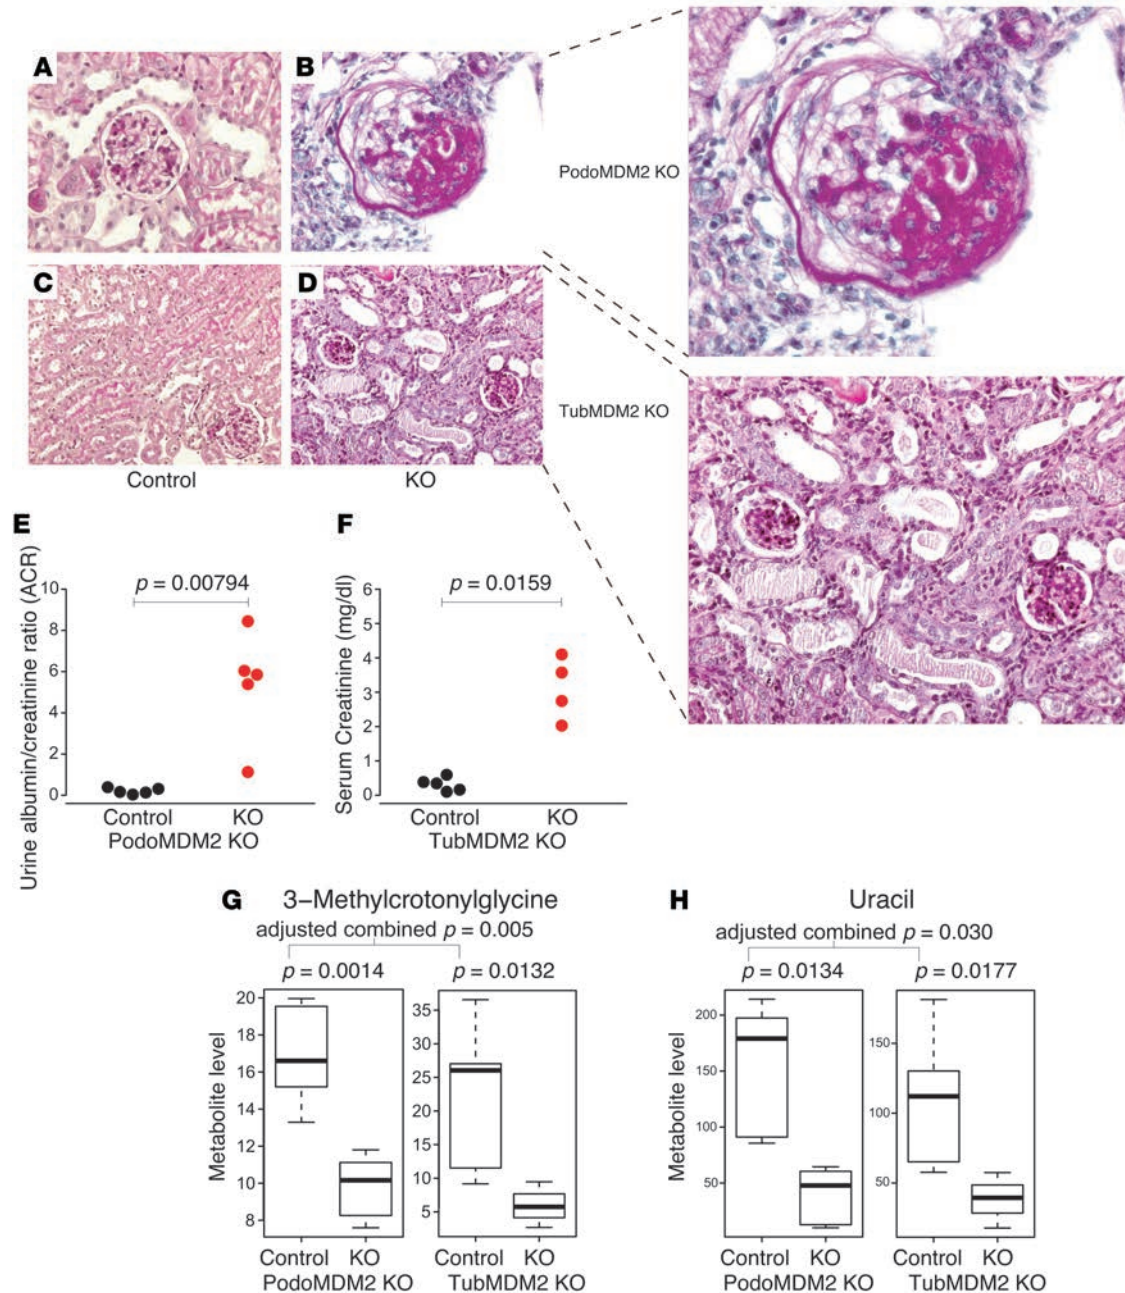 A
B
PodoMDM2 KO
C
D
TubMDM2 KO
Control
KO
E
Urine albumin/creatinine ratio (ACR)
p = 0.00794
10
8
6
4
2
0
Control
KO
PodoMDM2 KO
F
Serum Creatinine (mg/dl)
p = 0.0159
6
5
4
3
2
1
0
Control
KO
TubMDM2 KO
G
3−Methylcrotonylglycine
adjusted combined p = 0.005
p = 0.0014
p = 0.0132
Metabolite level
20
18
16
14
12
10
8
Control
KO
PodoMDM2 KO
35
30
25
20
15
10
5
Control
KO
TubMDM2 KO
H
Uracil
adjusted combined p = 0.030
p = 0.0134
p = 0.0177
Metabolite level
200
150
100
50
Control
KO
PodoMDM2 KO
150
100
50
Control
KO
TubMDM2 KO